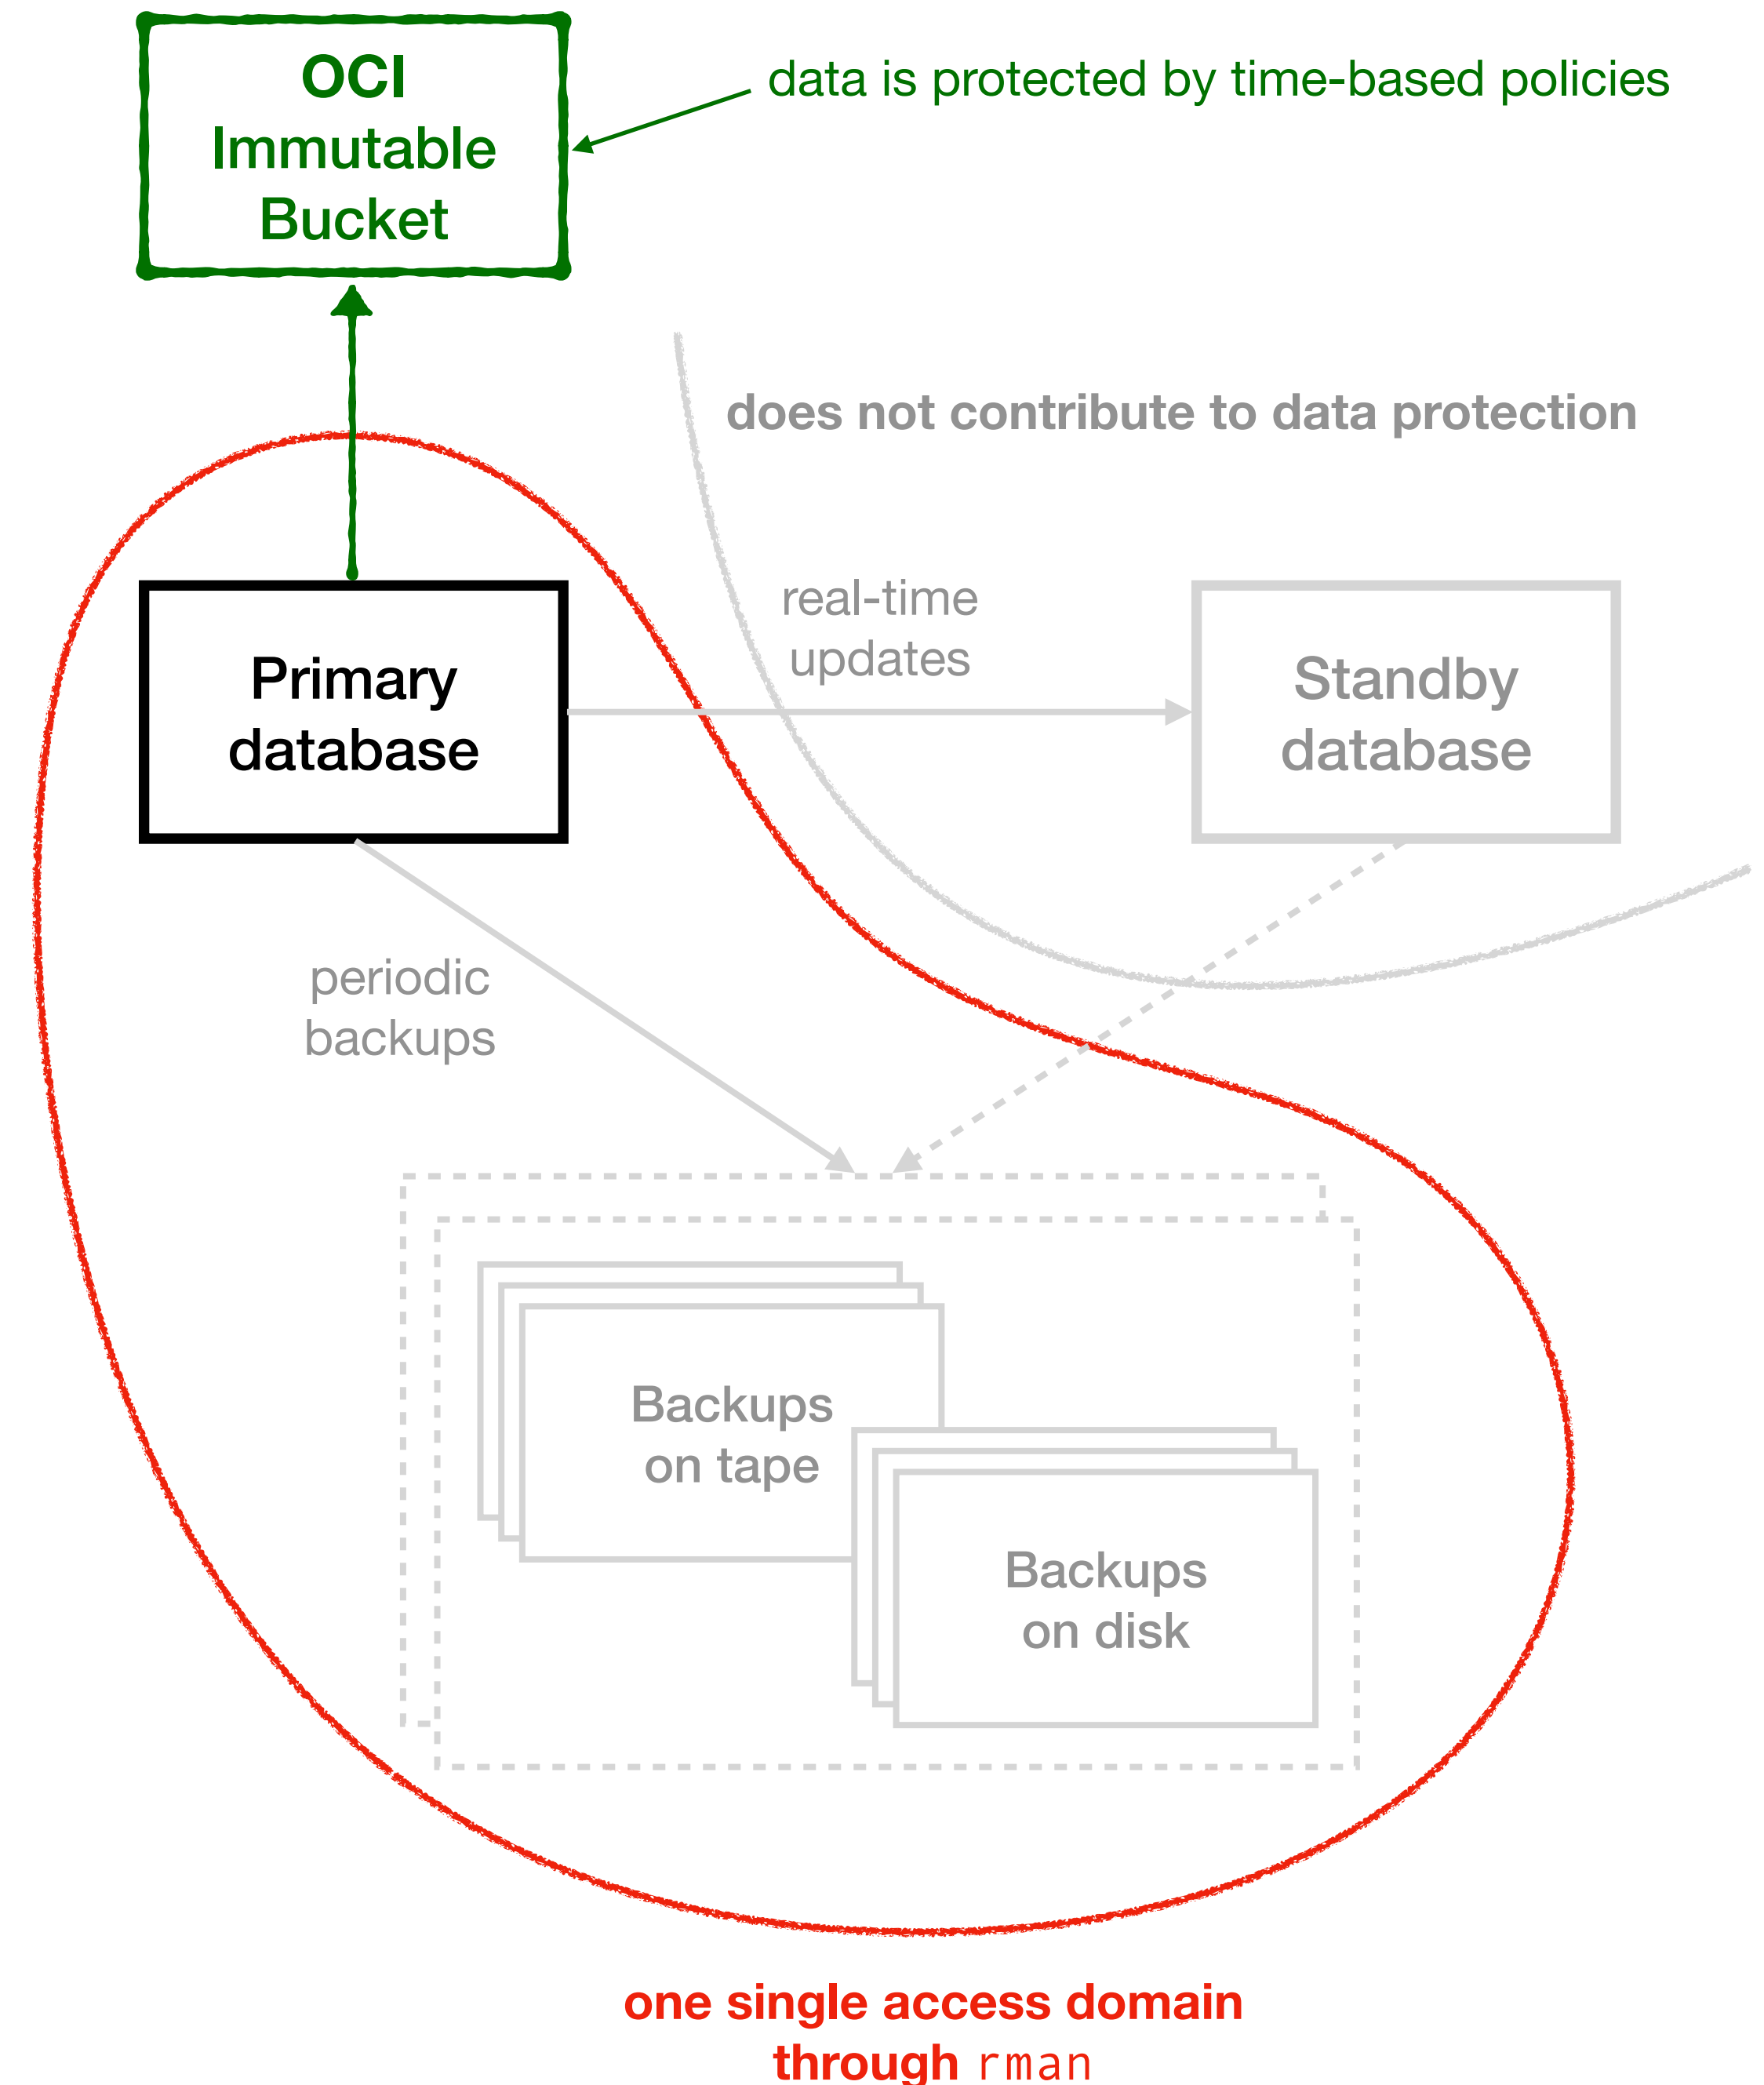 OCI
Immutable
Bucket
data is protected by time-based policies
does not contribute to data protection
real-time
updates
Primary
database
Standby
database
periodic
backups
Backups
on tape
Backups
on disk
one single access domain
through rman